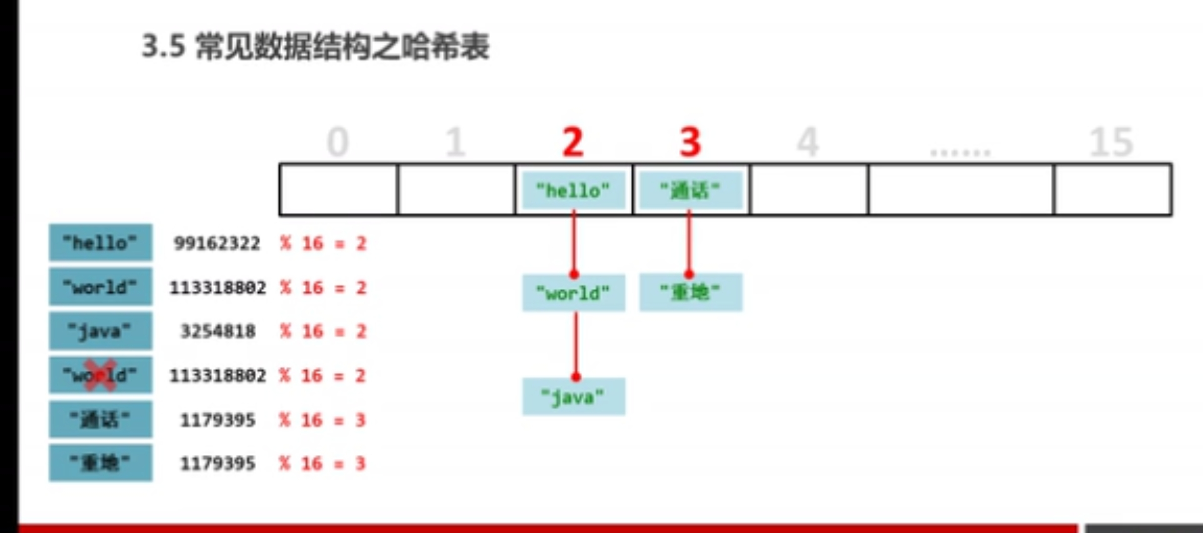 3.5 常见数据结构之哈希表
0 1 2 3 4 …… 15
"hello" "通话"
"hello" 99162322 % 16 = 2
"world" 113318802 % 16 = 2 "world" "重地"
"java" 3254818 % 16 = 2
"world" 113318802 % 16 = 2
"java"
"通话" 1179395 % 16 = 3
"重地" 1179395 % 16 = 3